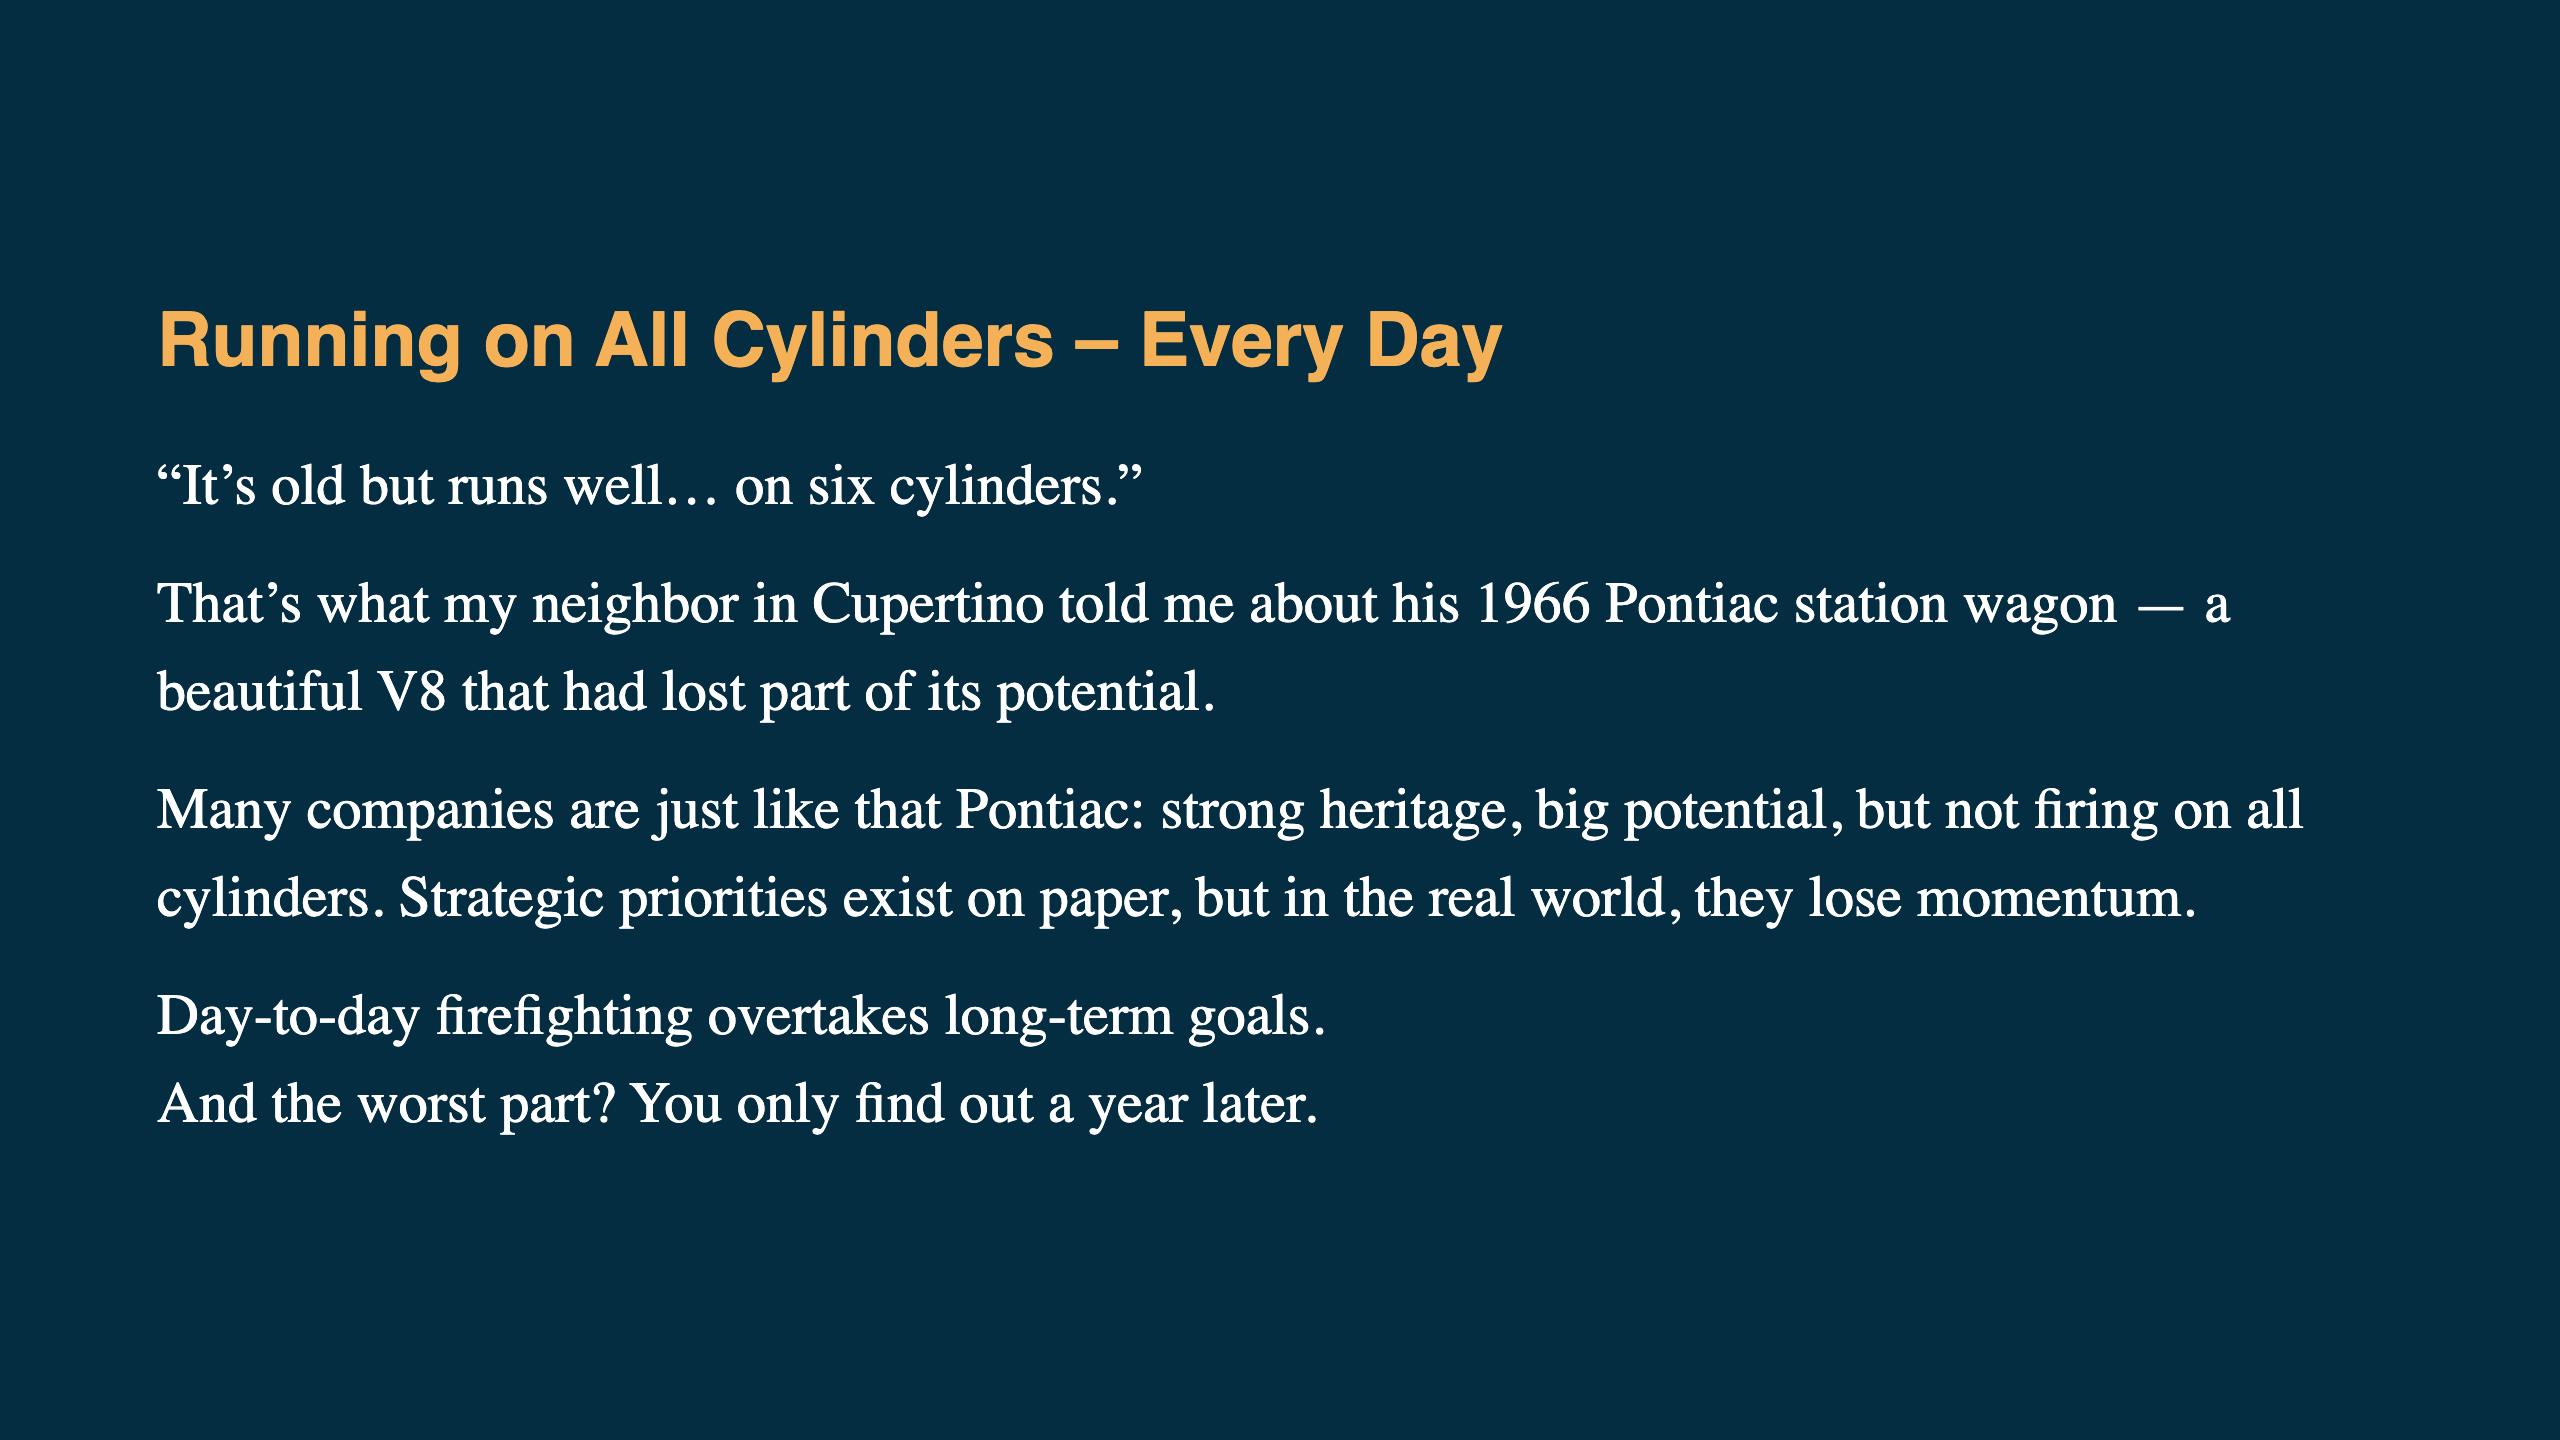 Running on All Cylinders – Every Day
“It’s old but runs well… on six cylinders.”
That’s what my neighbor in Cupertino told me about his 1966 Pontiac station wagon — a
beautiful V8 that had lost part of its potential.
Many companies are just like that Pontiac: strong heritage, big potential, but not firing on all
cylinders. Strategic priorities exist on paper, but in the real world, they lose momentum.
Day-to-day firefighting overtakes long-term goals.
And the worst part? You only find out a year later.